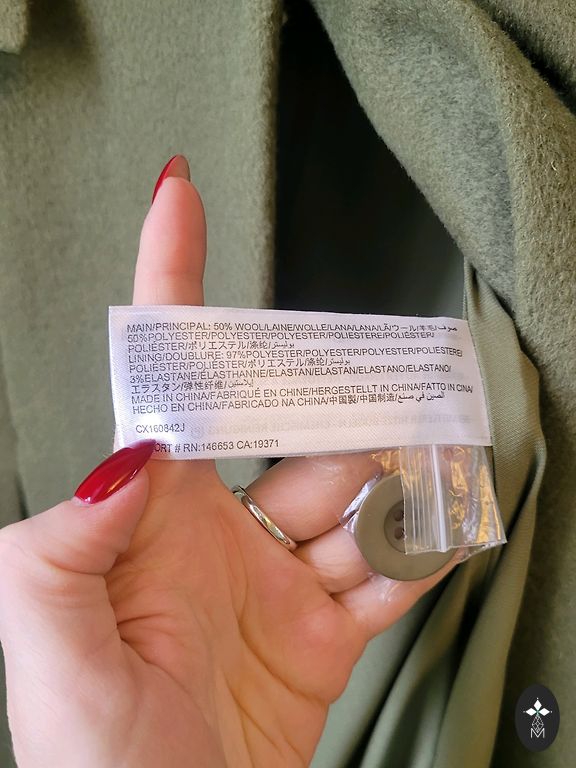 MAIN/PRINCIPAL: 50% WOOL/LAINE/WOLLE/LANA/LANA/LÃ/ウール/羊毛/صوف
50%POLYESTER/POLYESTER/POLYESTER/POLIESTERE/POLIÉSTER/
POLIÉSTER/ポリエステル/涤纶/بوليستر
LINING/DOUBLURE: 97%POLYESTER/POLYESTER/POLYESTER/POLIESTERE/
POLIÉSTER/POLIÉSTER/ポリエステル/涤纶/بوليستر
3%ELASTANE/ÉLASTHANNE/ELASTAN/ELASTAN/ELASTANO/ELASTANO/
エラスタン/弹性纤维/إيلاستين
MADE IN CHINA/FABRIQUÉ EN CHINE/HERGESTELLT IN CHINA/FATTO IN CINA/
HECHO EN CHINA/FABRICADO NA CHINA/中国製/中国制造/الصين في صنع
CX160842J
ORT # RN:146653 CA:19371
M